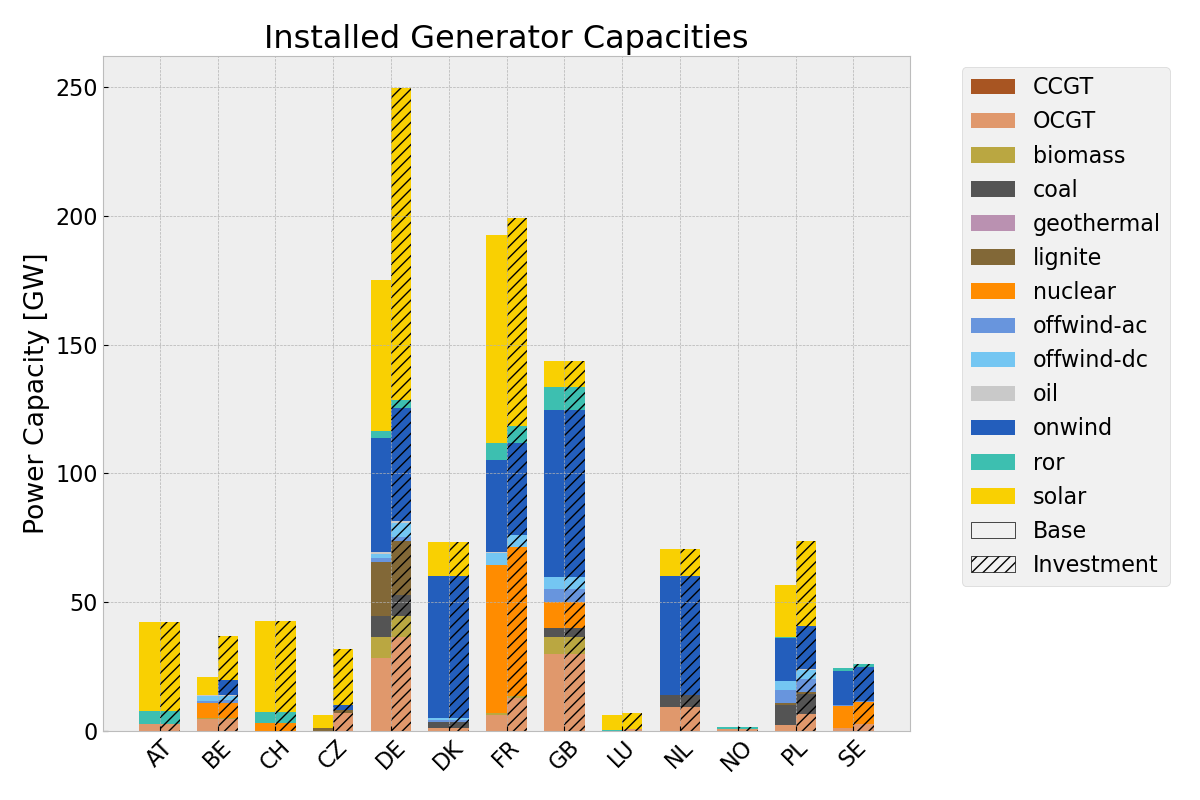 Installed Generator Capacities
Power Capacity [GW]
250
200
150
100
50
0
AT
BE
CH
CZ
DE
DK
FR
GB
LU
NL
NO
PL
SE
CCGT
OCGT
biomass
coal
geothermal
lignite
nuclear
offwind-ac
offwind-dc
oil
onwind
ror
solar
Base
Investment